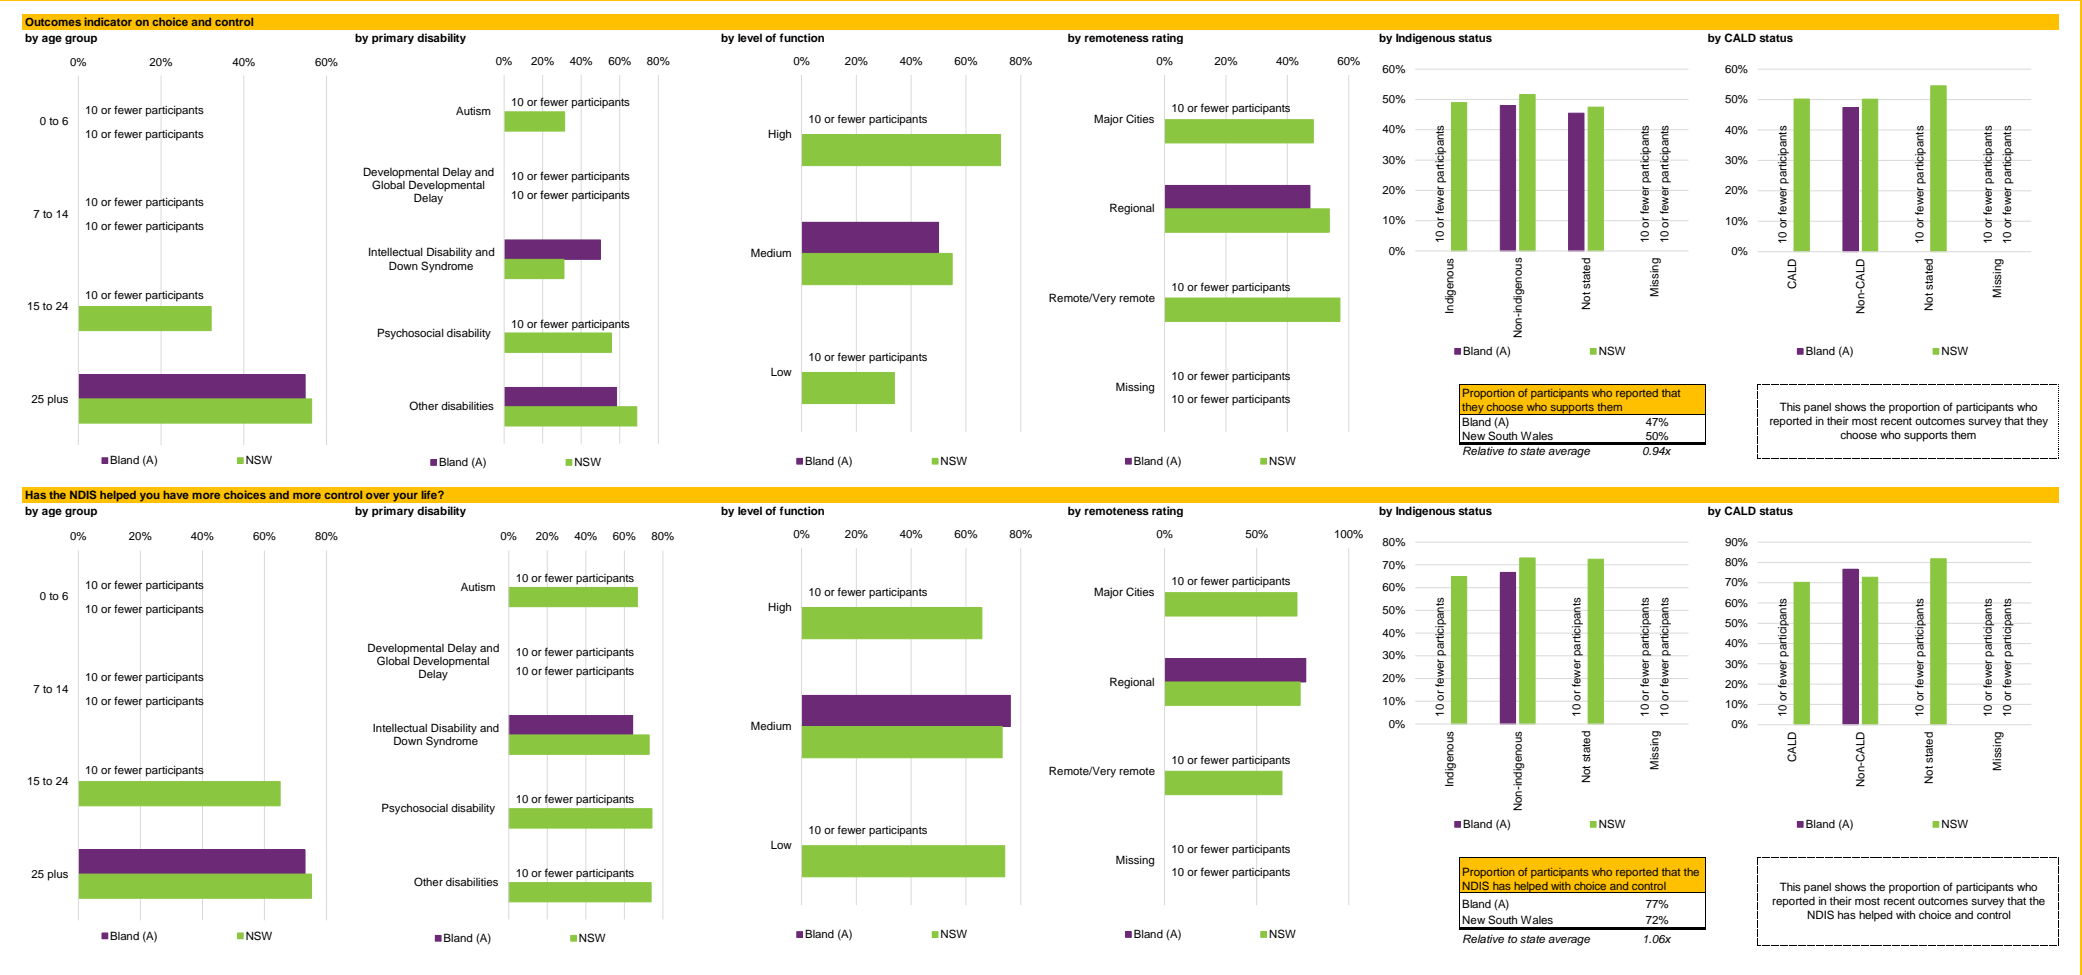 Outcomes indicator on choice and control
by age group
0%
20%
40%
60%
0 to 6
10 or fewer participants
10 or fewer participants
7 to 14
10 or fewer participants
10 or fewer participants
15 to 24
10 or fewer participants
25 plus
Bland (A)
NSW
by primary disability
0%
20%
40%
60%
80%
Autism
10 or fewer participants
Developmental Delay and
Global Developmental
Delay
10 or fewer participants
10 or fewer participants
Intellectual Disability and
Down Syndrome
Psychosocial disability
10 or fewer participants
Other disabilities
Bland (A)
NSW
by level of function
0%
20%
40%
60%
80%
High
10 or fewer participants
Medium
Low
10 or fewer participants
Bland (A)
NSW
by remoteness rating
0%
20%
40%
60%
Major Cities
10 or fewer participants
Regional
Remote/Very remote
10 or fewer participants
Missing
10 or fewer participants
10 or fewer participants
Bland (A)
NSW
by Indigenous status
60%
50%
40%
30%
20%
10%
0%
10 or fewer participants
10 or fewer participants
10 or fewer participants
Indigenous
Non-indigenous
Not stated
Missing
Bland (A)
NSW
Proportion of participants who reported that
they choose who supports them
Bland (A) 47%
New South Wales 50%
Relative to state average 0.94x
by CALD status
60%
50%
40%
30%
20%
10%
0%
10 or fewer participants
10 or fewer participants
10 or fewer participants
10 or fewer participants
CALD
Non-CALD
Not stated
Missing
Bland (A)
NSW
This panel shows the proportion of participants who
reported in their most recent outcomes survey that they
choose who supports them
Has the NDIS helped you have more choices and more control over your life?
by age group
0%
20%
40%
60%
80%
0 to 6
10 or fewer participants
10 or fewer participants
7 to 14
10 or fewer participants
10 or fewer participants
15 to 24
10 or fewer participants
25 plus
Bland (A)
NSW
by primary disability
0%
20%
40%
60%
80%
Autism
10 or fewer participants
Developmental Delay and
Global Developmental
Delay
10 or fewer participants
10 or fewer participants
Intellectual Disability and
Down Syndrome
Psychosocial disability
10 or fewer participants
Other disabilities
10 or fewer participants
Bland (A)
NSW
by level of function
0%
20%
40%
60%
80%
High
10 or fewer participants
Medium
Low
10 or fewer participants
Bland (A)
NSW
by remoteness rating
0%
50%
100%
Major Cities
10 or fewer participants
Regional
Remote/Very remote
10 or fewer participants
Missing
10 or fewer participants
10 or fewer participants
Bland (A)
NSW
by Indigenous status
80%
70%
60%
50%
40%
30%
20%
10%
0%
10 or fewer participants
10 or fewer participants
10 or fewer participants
10 or fewer participants
Indigenous
Non-indigenous
Not stated
Missing
Bland (A)
NSW
Proportion of participants who reported that the
NDIS has helped with choice and control
Bland (A) 77%
New South Wales 72%
Relative to state average 1.06x
by CALD status
90%
80%
70%
60%
50%
40%
30%
20%
10%
0%
10 or fewer participants
10 or fewer participants
10 or fewer participants
10 or fewer participants
CALD
Non-CALD
Not stated
Missing
Bland (A)
NSW
This panel shows the proportion of participants who
reported in their most recent outcomes survey that the
NDIS has helped with choice and control